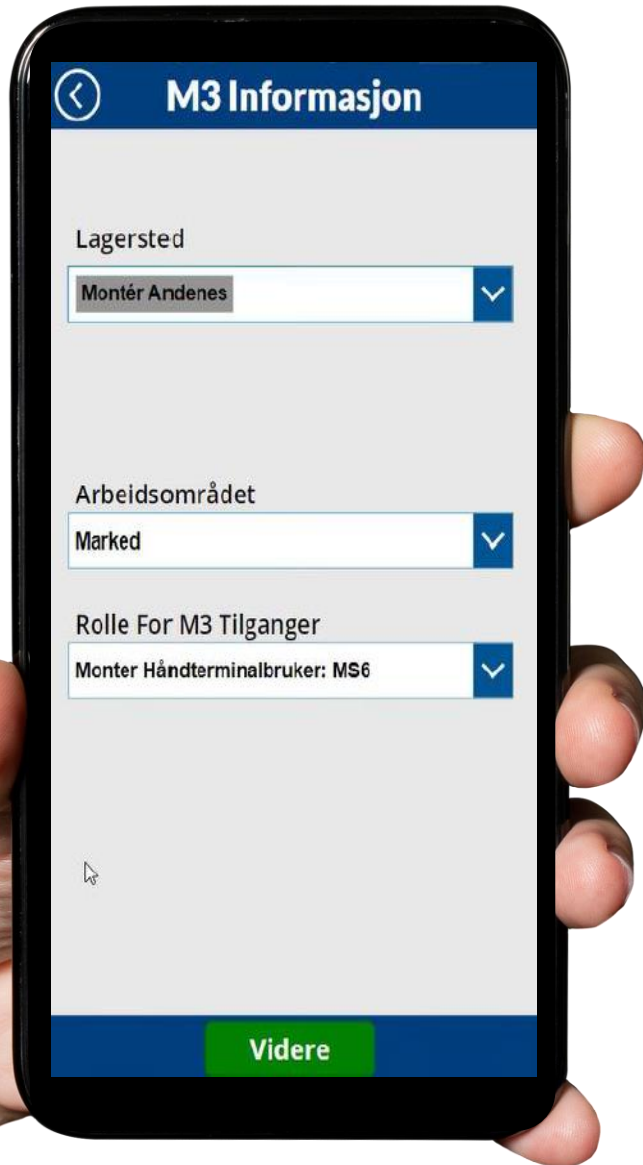 M3 Informasjon
Lagersted
Montér Andenes
Arbeidsområdet
Marked
Rolle For M3 Tilganger
Monter Håndterminalbruker: MS6
Videre